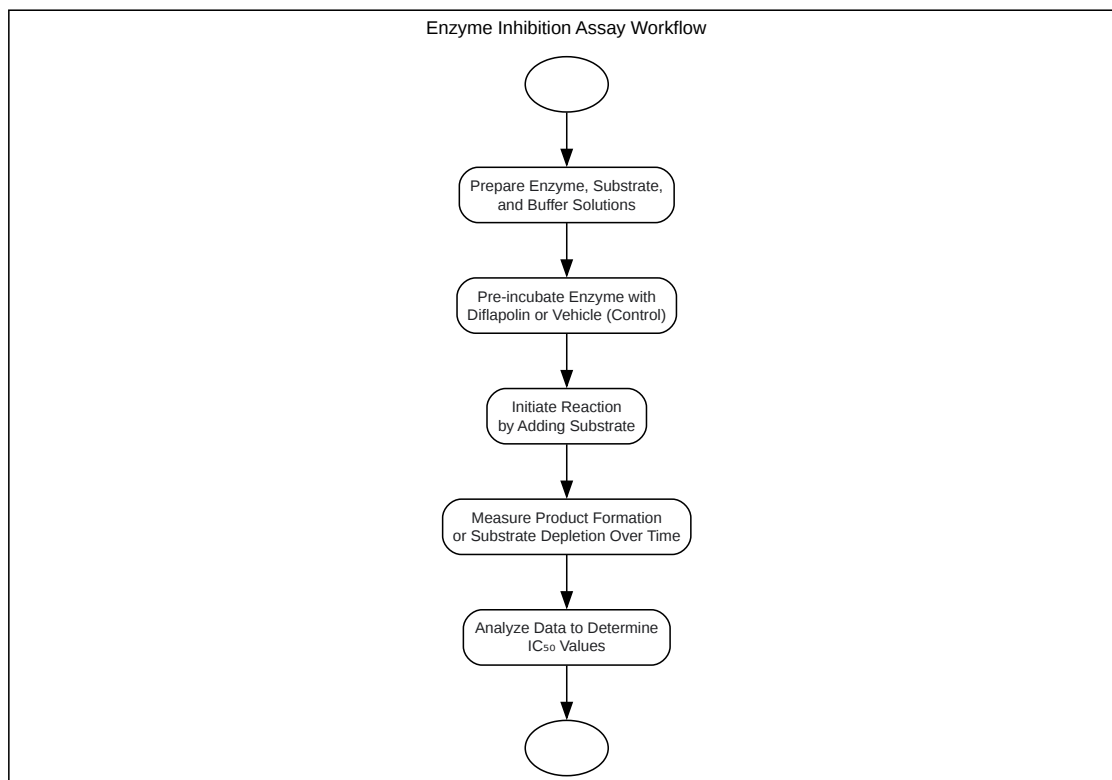 Enzyme Inhibition Assay Workflow
Prepare Enzyme, Substrate,
and Buffer Solutions
Pre-incubate Enzyme with
Diflapolin or Vehicle (Control)
Initiate Reaction
by Adding Substrate
Measure Product Formation
or Substrate Depletion Over Time
Analyze Data to Determine
IC₅₀ Values